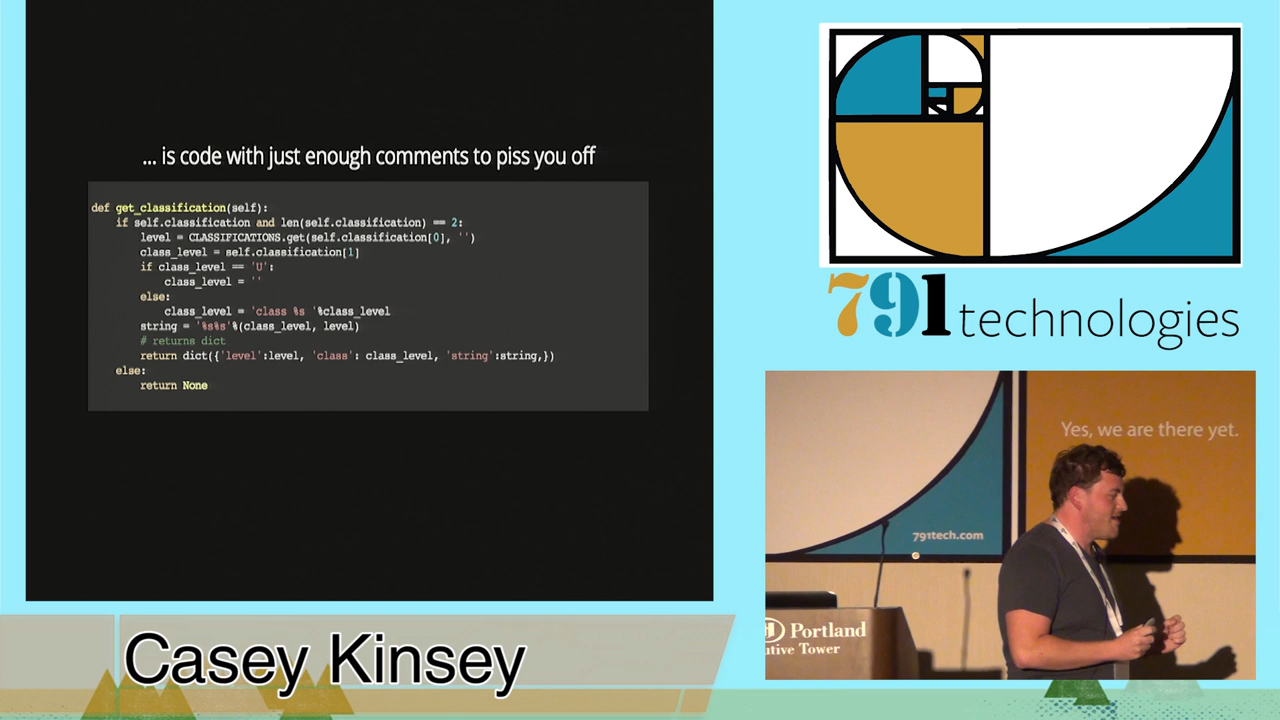 ... is code with just enough comments to piss you off
def get_classification(self):
    if self.classification and len(self.classification) == 2:
        level = CLASSIFICATIONS.get(self.classification[0], '')
        class_level = self.classification[1]
        if class_level == 'U':
            class_level = ''
        else:
            class_level = 'class %s '%class_level
        string = '%s%s'%(class_level, level)
        # returns dict
        return dict({'level':level, 'class': class_level, 'string':string,})
    else:
        return None
791 technologies
Yes, we are there yet.
791tech.com
Portland
utive Tower
Casey Kinsey